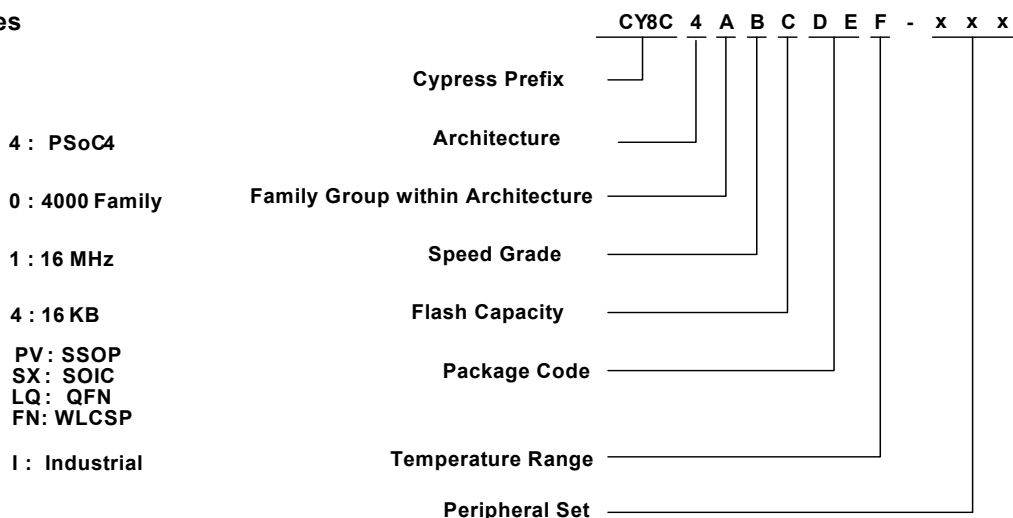 es
CY8C 4 A B C D E F - x x x
Cypress Prefix
4 : PSoC4
Architecture
0 : 4000 Family
Family Group within Architecture
1 : 16 MHz
Speed Grade
4 : 16 KB
Flash Capacity
PV : SSOP
SX : SOIC
LQ : QFN
FN: WLCSP
Package Code
I : Industrial
Temperature Range
Peripheral Set